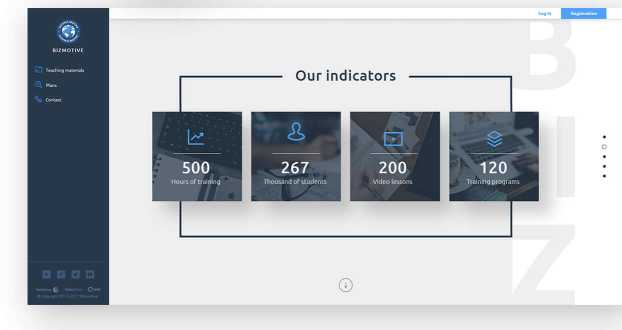 Log in
Registration
BIZMOTIVE
Teaching materials
Plans
Contact
Our indicators
500
Hours of training
267
Thousand of students
200
Video lessons
120
Training programs
B
I
Z